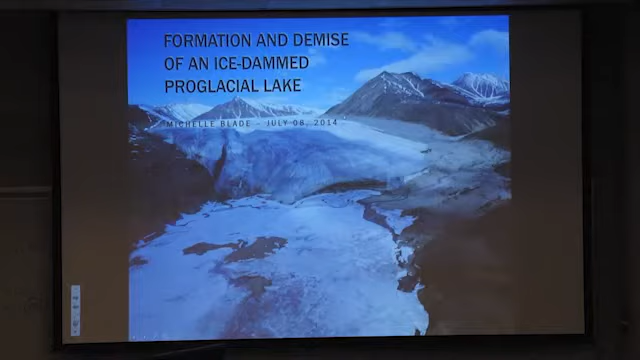 FORMATION AND DEMISE
OF AN ICE-DAMMED
PROGLACIAL LAKE
MICHELLE BLADE - JULY 08, 2014